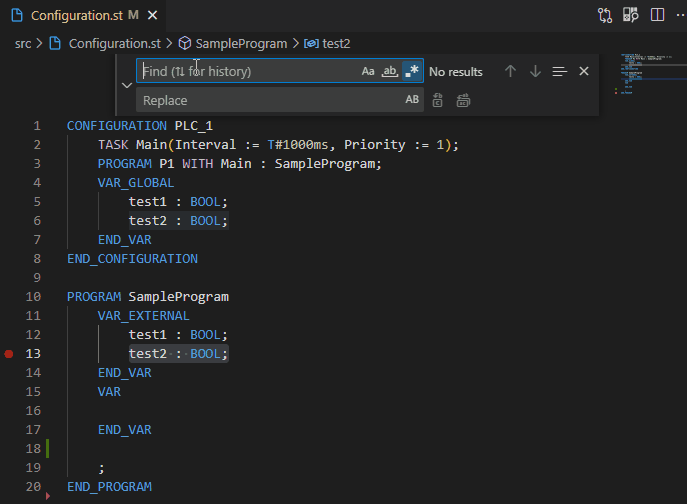 Configuration.st M
src > Configuration.st > SampleProgram > test2
Find (⇅ for history) Aa ab .* No results
Replace AB
1 CONFIGURATION PLC_1
2 TASK Main(Interval := T#1000ms, Priority := 1);
3 PROGRAM P1 WITH Main : SampleProgram;
4 VAR_GLOBAL
5 test1 : BOOL;
6 test2 : BOOL;
7 END_VAR
8 END_CONFIGURATION
9
10 PROGRAM SampleProgram
11 VAR_EXTERNAL
12 test1 : BOOL;
13 test2 : BOOL;
14 END_VAR
15 VAR
16
17 END_VAR
18
19 ;
20 END_PROGRAM